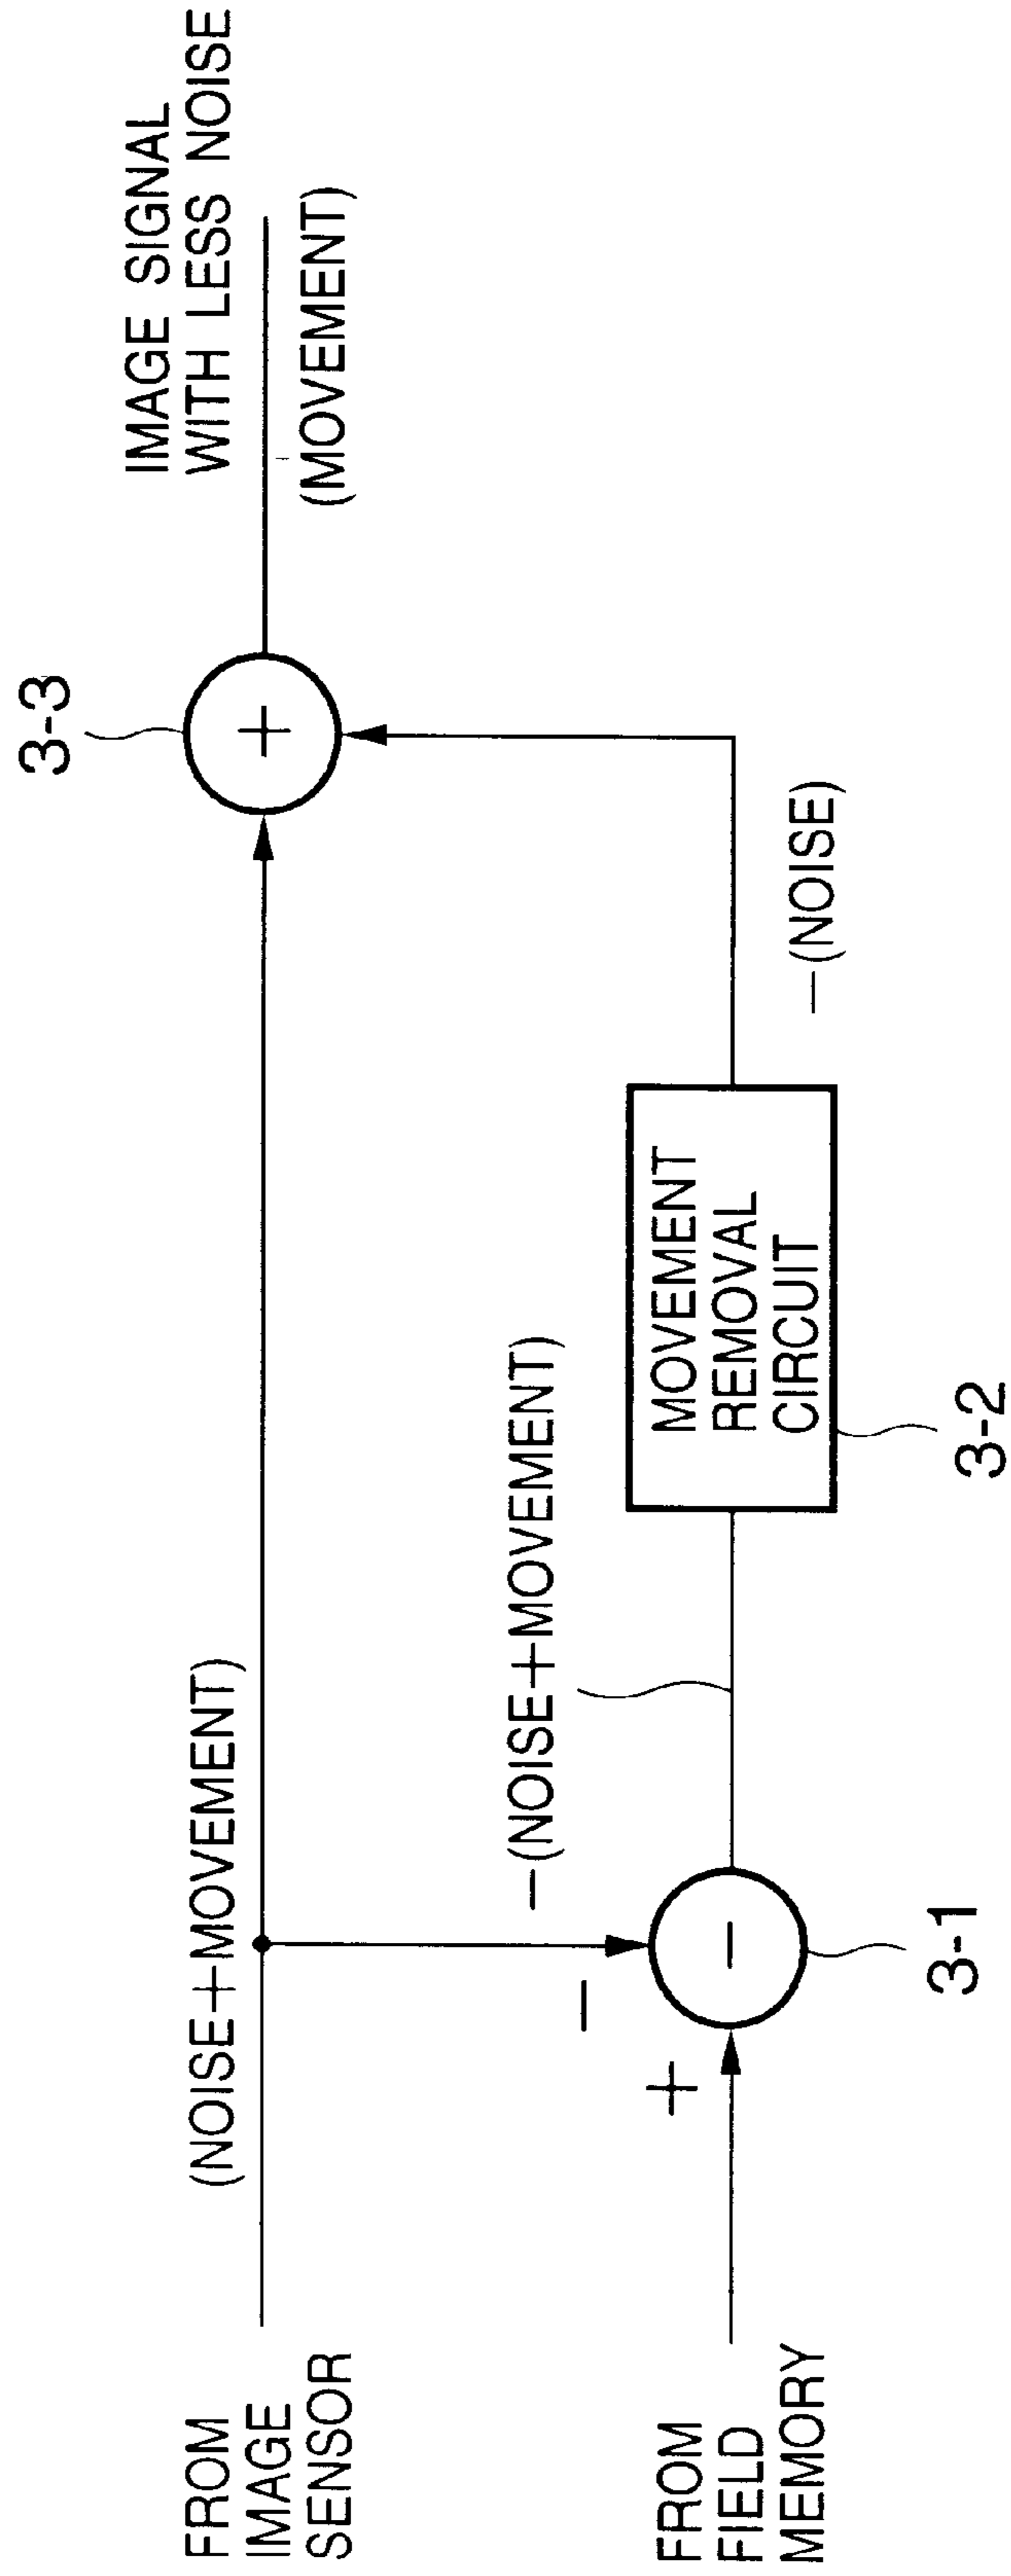 FROM
IMAGE
SENSOR
(NOISE+MOVEMENT)
3-3
+
IMAGE SIGNAL
WITH LESS NOISE
(MOVEMENT)
FROM
FIELD
MEMORY
+
−
−
3-1
−(NOISE+MOVEMENT)
MOVEMENT
REMOVAL
CIRCUIT
3-2
−(NOISE)